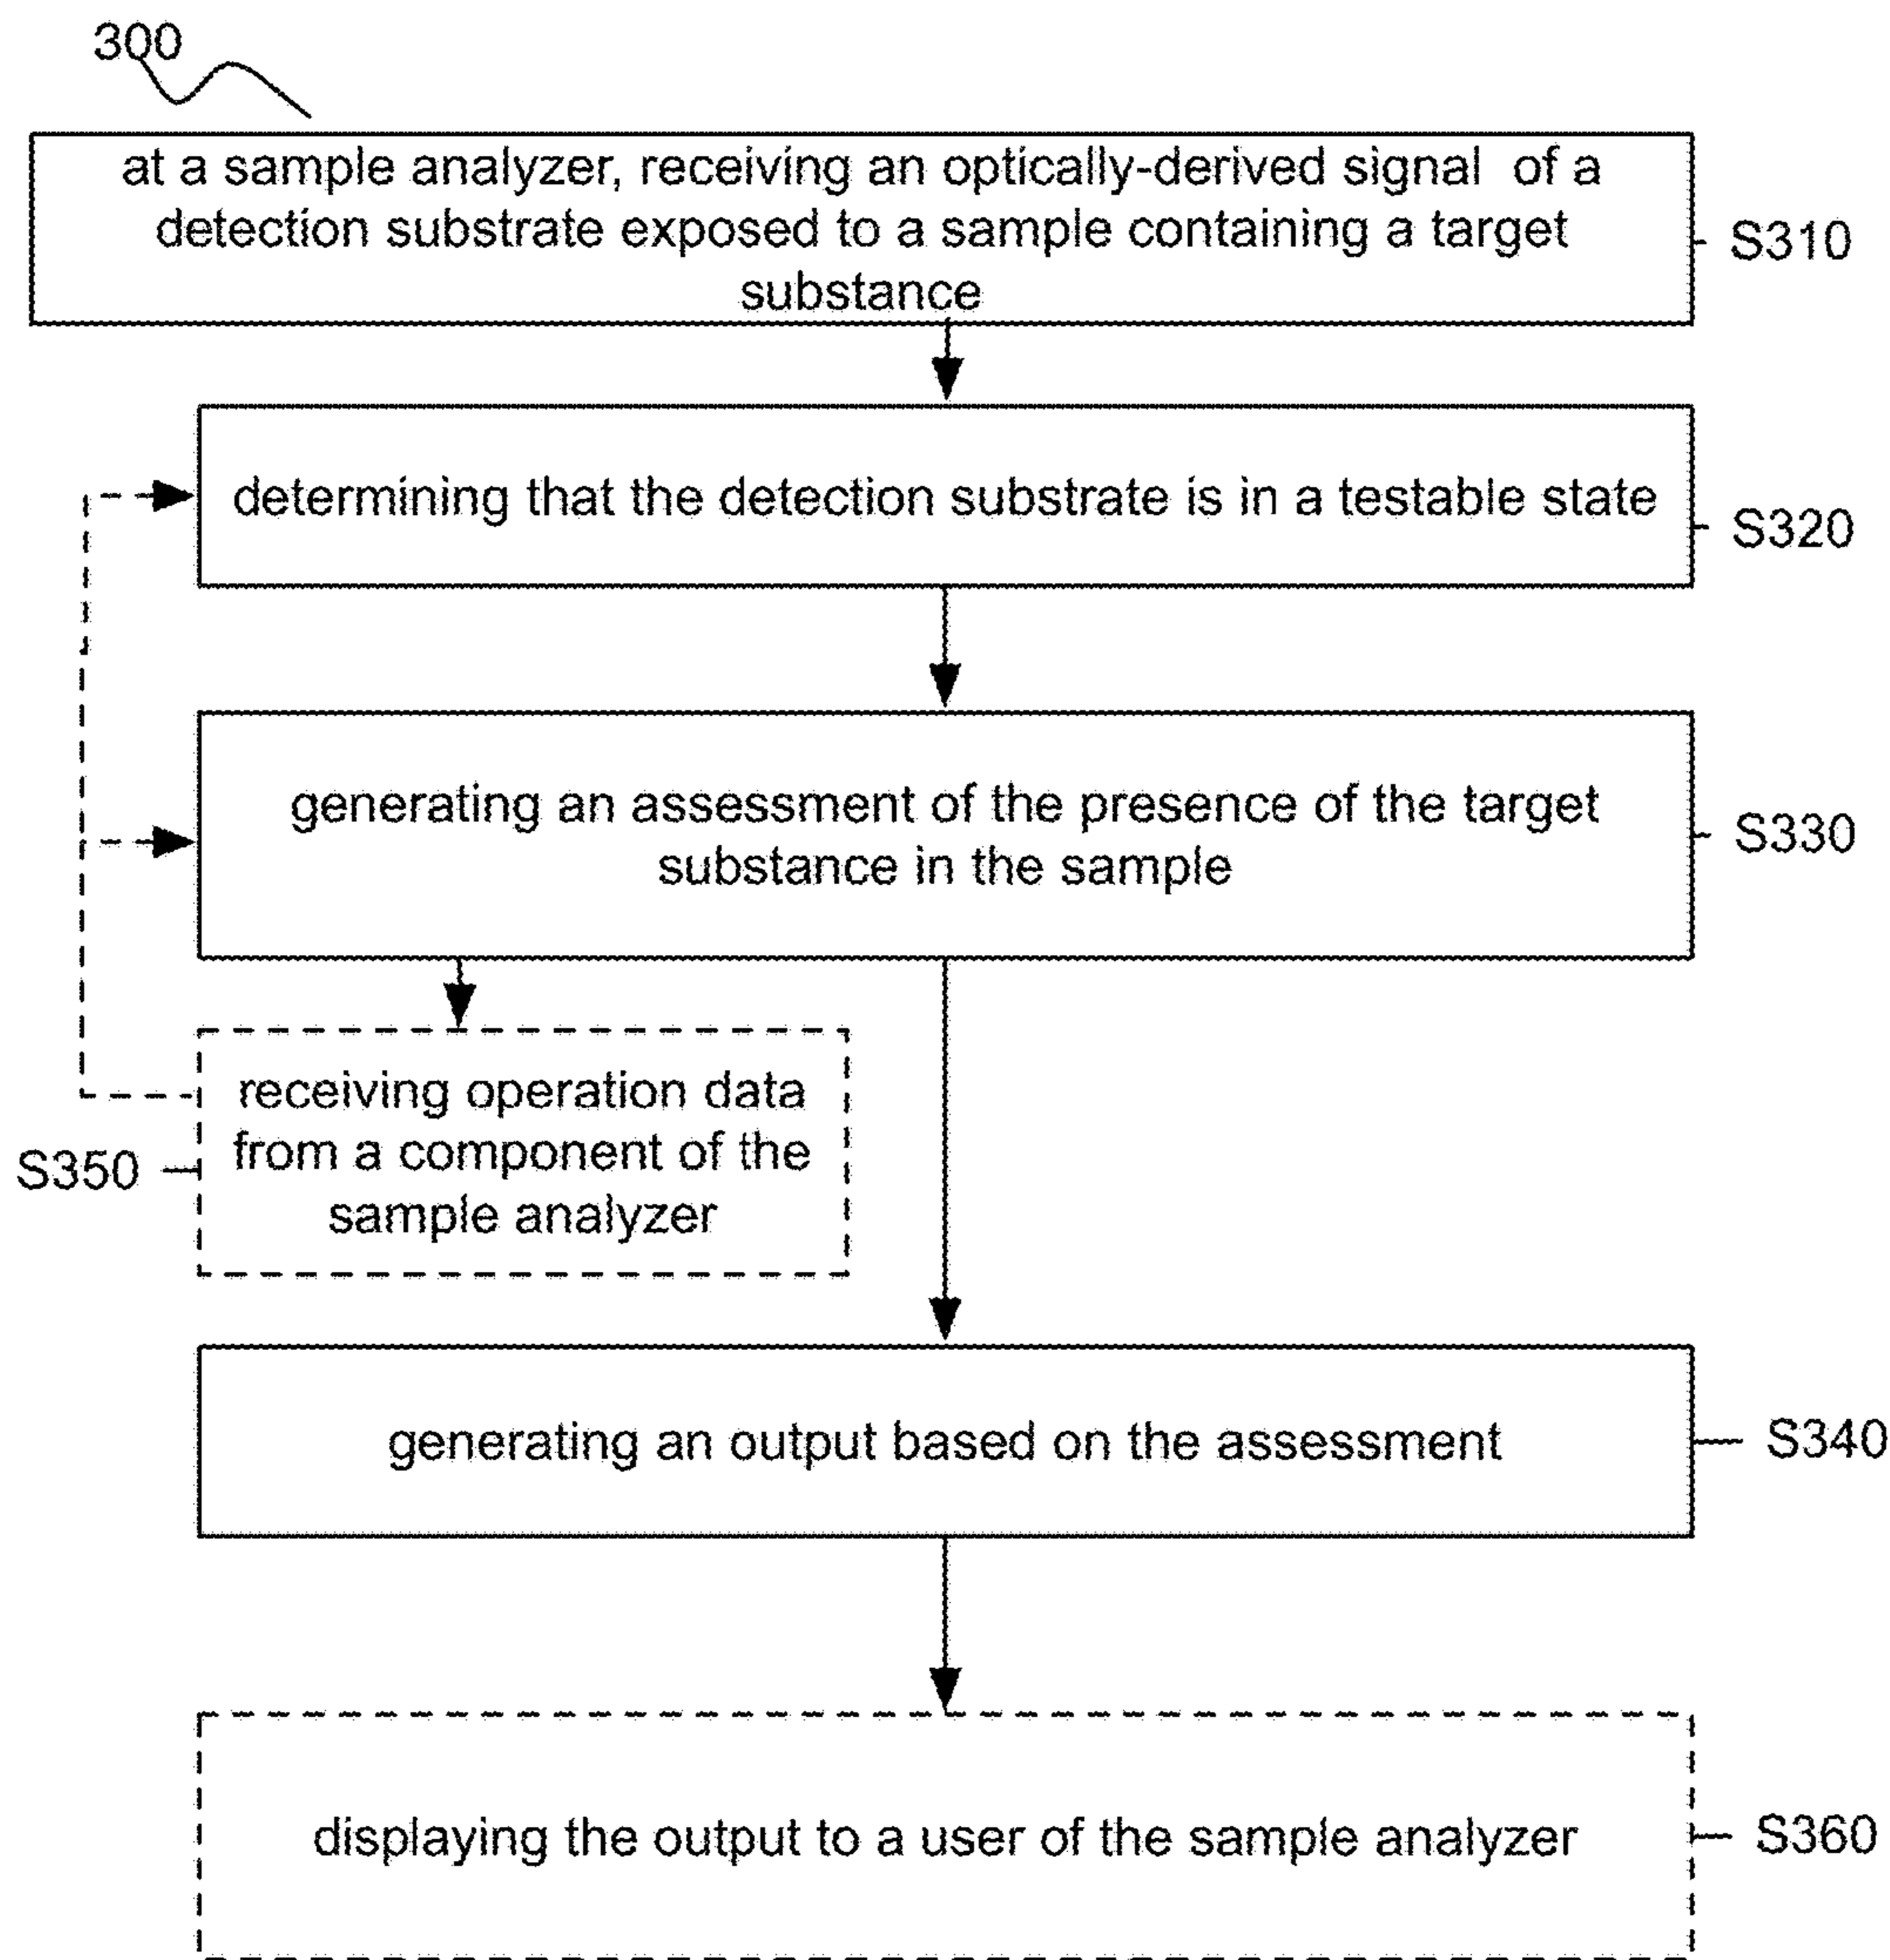 300
at a sample analyzer, receiving an optically-derived signal of a
detection substrate exposed to a sample containing a target
substance
S310
determining that the detection substrate is in a testable state
S320
generating an assessment of the presence of the target
substance in the sample
S330
receiving operation data
from a component of the
sample analyzer
S350
generating an output based on the assessment
S340
displaying the output to a user of the sample analyzer
S360